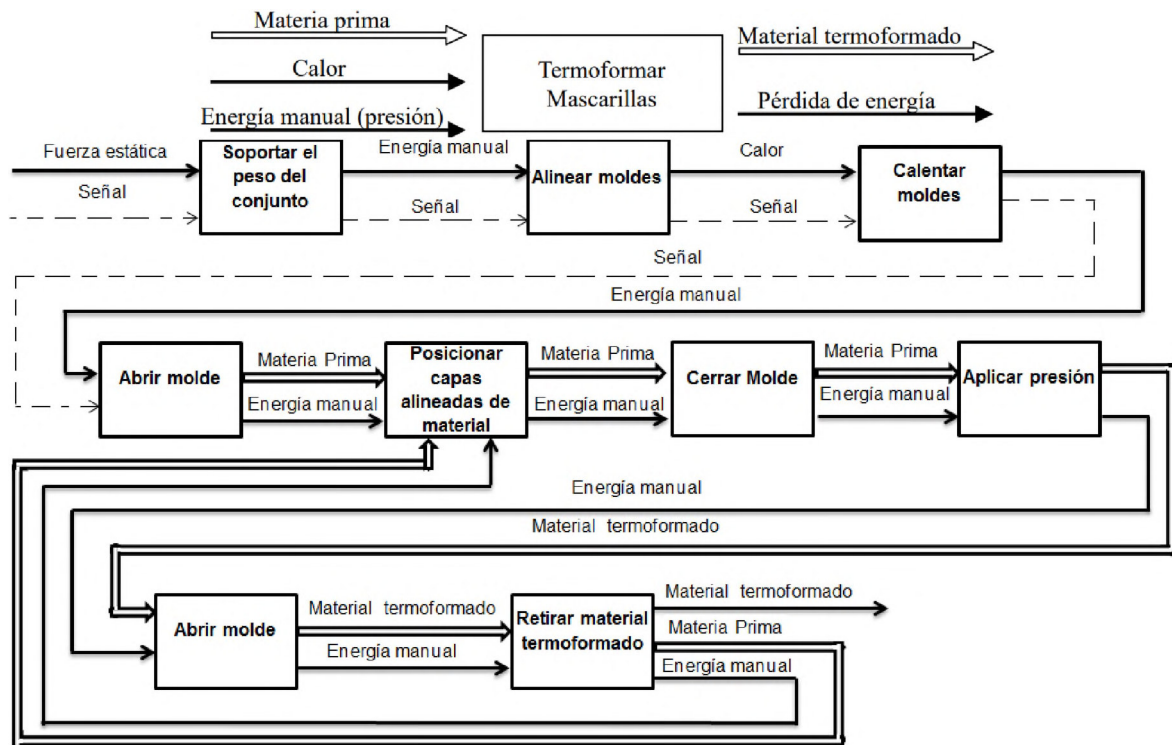 Materia prima
Material termoformado
Termoformar
Mascarillas
Calor
Pérdida de energía
Energía manual (presión)
Fuerza estática
Soportar el
peso del
conjunto
Energía manual
Alinear moldes
Calor
Calentar
moldes
Señal
Señal
Señal
Señal
Energía manual
Abrir molde
Materia Prima
Energía manual
Posicionar
capas
alineadas de
material
Materia Prima
Energía manual
Cerrar Molde
Materia Prima
Energía manual
Aplicar presión
Energía manual
Material termoformado
Abrir molde
Material termoformado
Energía manual
Retirar material
termoformado
Material termoformado
Materia Prima
Energía manual